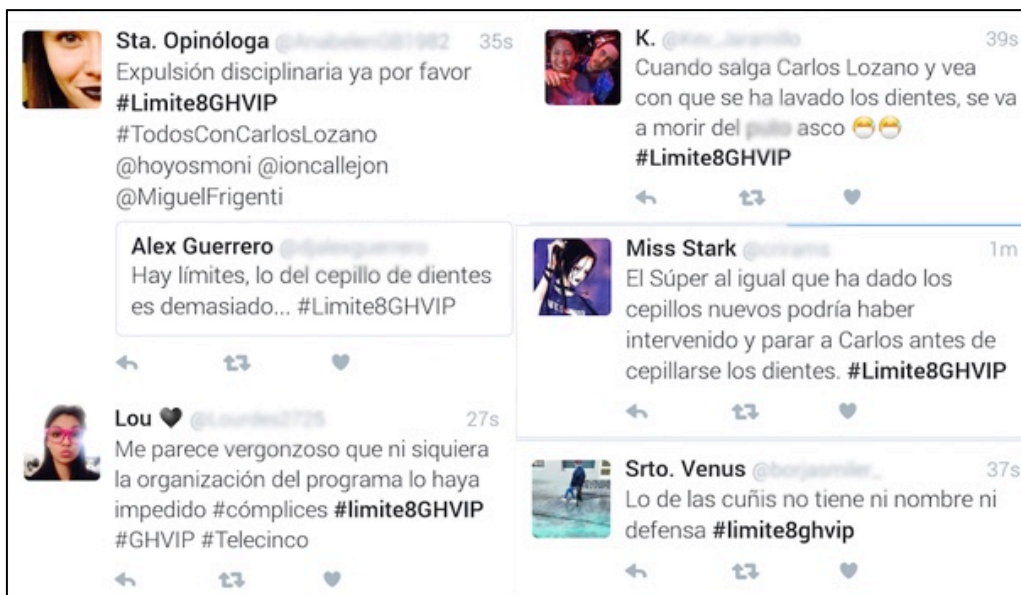 Sta. Opinóloga 35s
Expulsión disciplinaria ya por favor
#Limite8GHVIP
#TodosConCarlosLozano
@hoyosmoni @ioncallejon
@MiguelFrigenti
Alex Guerrero
Hay límites, lo del cepillo de dientes
es demasiado... #Limite8GHVIP
Lou 🖤 27s
Me parece vergonzoso que ni siquiera
la organización del programa lo haya
impedido #cómplices #limite8GHVIP
#GHVIP #Telecinco
K. 39s
Cuando salga Carlos Lozano y vea
con que se ha lavado los dientes, se va
a morir del asco 😷😷
#Limite8GHVIP
Miss Stark 1m
El Súper al igual que ha dado los
cepillos nuevos podría haber
intervenido y parar a Carlos antes de
cepillarse los dientes. #Limite8GHVIP
Srto. Venus 37s
Lo de las cuñis no tiene ni nombre ni
defensa #limite8ghvip